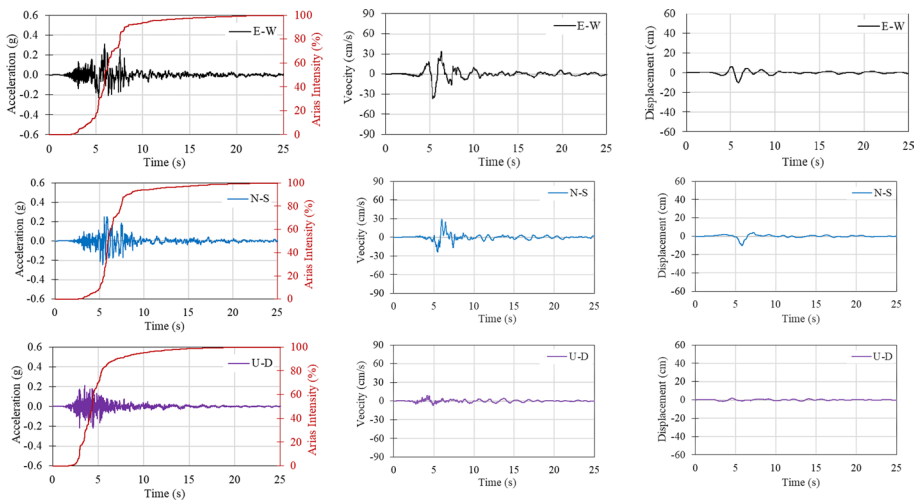 Acceleration (g)
0.6
0.4
0.2
0.0
-0.2
-0.4
-0.6
E-W
100
80
60
40
20
0
Arias Intensity (%)
0 5 10 15 20 25
Time (s)
Veocity (cm/s)
90
60
30
0
-30
-60
-90
E-W
0 5 10 15 20 25
Time (s)
Displacement (cm)
60
40
20
0
-20
-40
-60
E-W
0 5 10 15 20 25
Time (s)
Acceleration (g)
0.6
0.4
0.2
0.0
-0.2
-0.4
-0.6
N-S
100
80
60
40
20
0
Arias Intensity (%)
0 5 10 15 20 25
Time (s)
Veocity (cm/s)
90
60
30
0
-30
-60
-90
N-S
0 5 10 15 20 25
Time (s)
Displacement (cm)
60
40
20
0
-20
-40
-60
N-S
0 5 10 15 20 25
Time (s)
Acceleration (g)
0.6
0.4
0.2
0.0
-0.2
-0.4
-0.6
U-D
100
80
60
40
20
0
Arias Intensity (%)
0 5 10 15 20 25
Time (s)
Veocity (cm/s)
90
60
30
0
-30
-60
-90
U-D
0 5 10 15 20 25
Time (s)
Displacement (cm)
60
40
20
0
-20
-40
-60
U-D
0 5 10 15 20 25
Time (s)